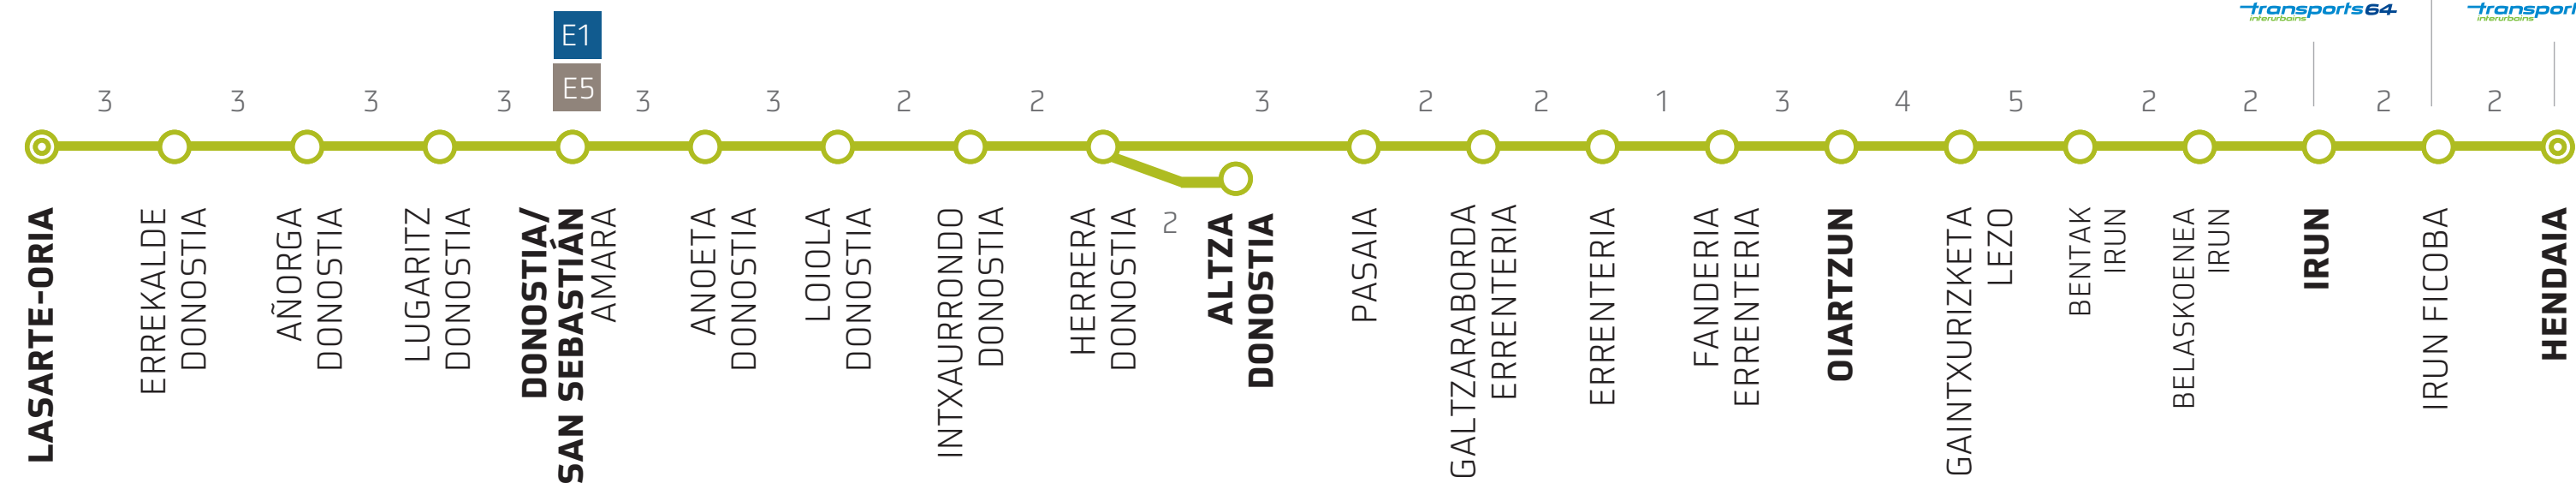 transports64
interurbains
transpor
interurbains
E1
E5
3
3
3
3
3
3
2
2
3
2
2
1
3
4
5
2
2
2
2
2
LASARTE-ORIA
ERREKALDE
DONOSTIA
AÑORGA
DONOSTIA
LUGARITZ
DONOSTIA
DONOSTIA/
SAN SEBASTIÁN
AMARA
ANOETA
DONOSTIA
LOIOLA
DONOSTIA
INTXAURRONDO
DONOSTIA
HERRERA
DONOSTIA
ALTZA
DONOSTIA
PASAIA
GALTZARABORDA
ERRENTERIA
ERRENTERIA
FANDERIA
ERRENTERIA
OIARTZUN
GAINTXURIZKETA
LEZO
BENTAK
IRUN
BELASKOENEA
IRUN
IRUN
IRUN FICOBA
HENDAIA